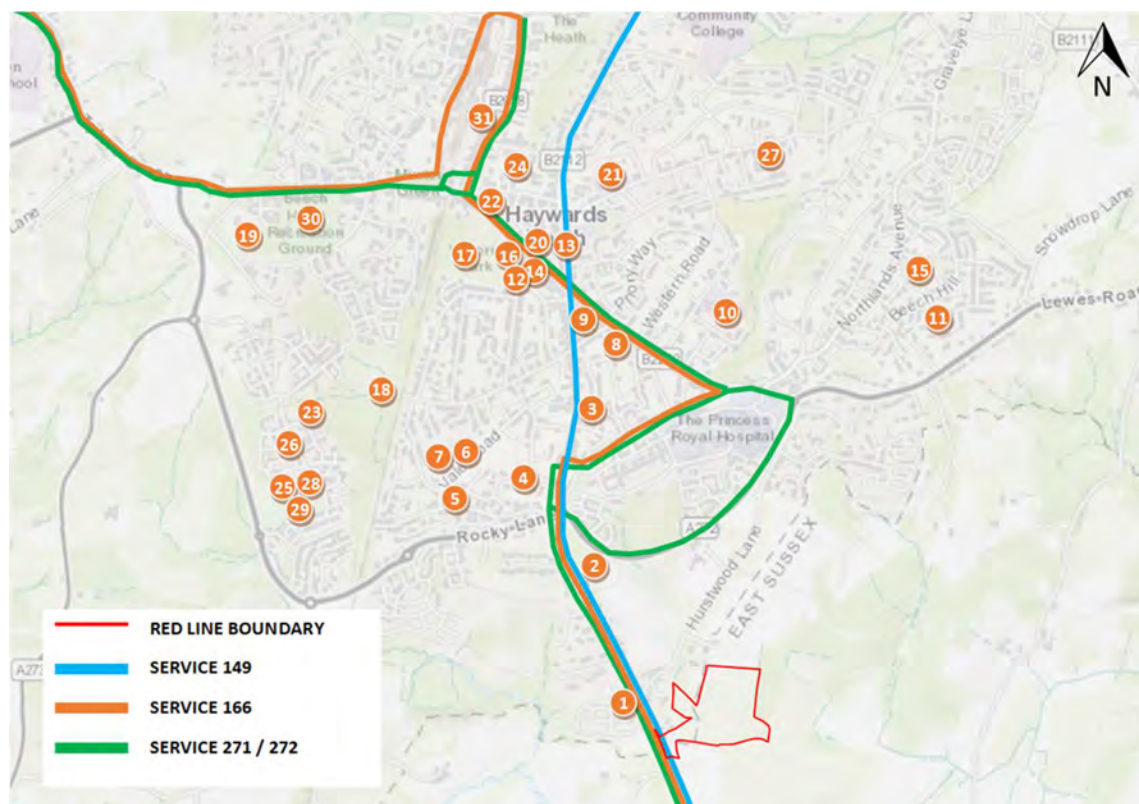 The
Heath
Community
College
Gravelye La
B2111
N
en
School
31
B2028
24
B2112
21
27
22
Haywards
Lane
19
30
Beech
Recreation
Ground
17
16
20
13
12
14
Priory Way
Western Road
Northlands Avenue
Snowdrop Lane
15
Beech Hill
11
Lewes Road
10
9
8
18
3
The Princess
Royal Hospital
23
26
7
6
4
25
28
5
29
Rocky Lane
A272
2
Hurstwood Lane
EAST SUSSEX
1
A273
RED LINE BOUNDARY
SERVICE 149
SERVICE 166
SERVICE 271 / 272